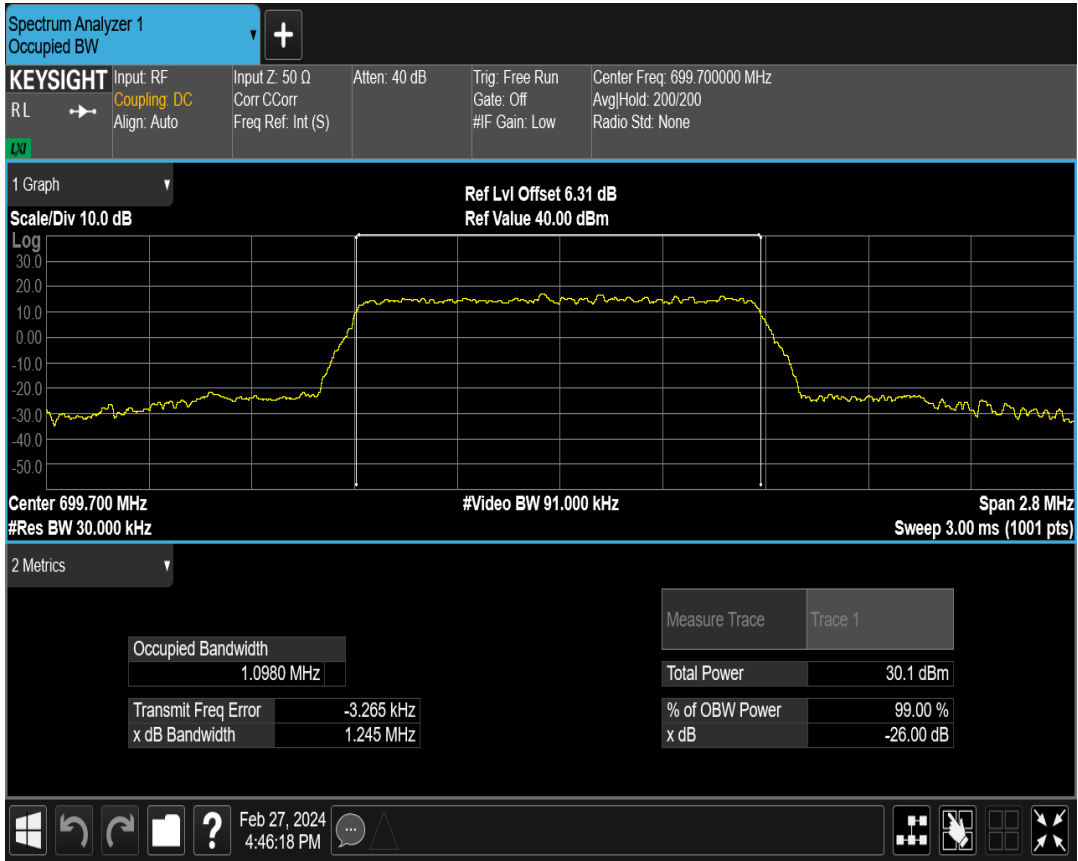 Spectrum Analyzer 1
Occupied BW
KEYSIGHT
R L
LXI
Input: RF
Coupling: DC
Align: Auto
Input Z: 50 Ω
Corr CCorr
Freq Ref: Int (S)
Atten: 40 dB
Trig: Free Run
Gate: Off
#IF Gain: Low
Center Freq: 699.700000 MHz
Avg|Hold: 200/200
Radio Std: None
1 Graph
Scale/Div 10.0 dB
Ref Lvl Offset 6.31 dB
Ref Value 40.00 dBm
Log
30.0
20.0
10.0
0.00
-10.0
-20.0
-30.0
-40.0
-50.0
Center 699.700 MHz
#Video BW 91.000 kHz
Span 2.8 MHz
#Res BW 30.000 kHz
Sweep 3.00 ms (1001 pts)
2 Metrics
Measure Trace Trace 1
Occupied Bandwidth
1.0980 MHz
Total Power 30.1 dBm
Transmit Freq Error -3.265 kHz
% of OBW Power 99.00 %
x dB Bandwidth 1.245 MHz
x dB -26.00 dB
?
Feb 27, 2024
4:46:18 PM